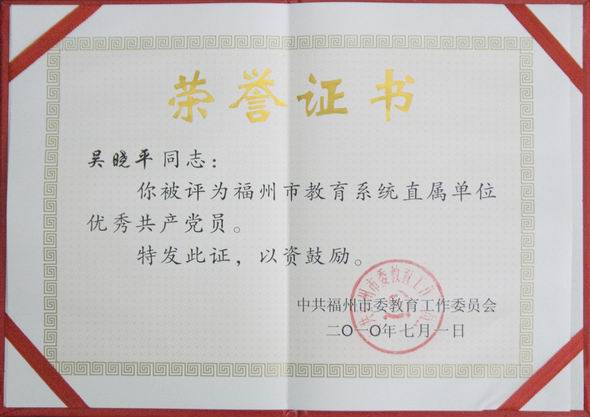 荣誉证书
吴晓平同志：
你被评为福州市教育系统直属单位
优秀共产党员。
特发此证，以资鼓励。
中共福州市委教育工作委员会
二〇一〇年七月一日